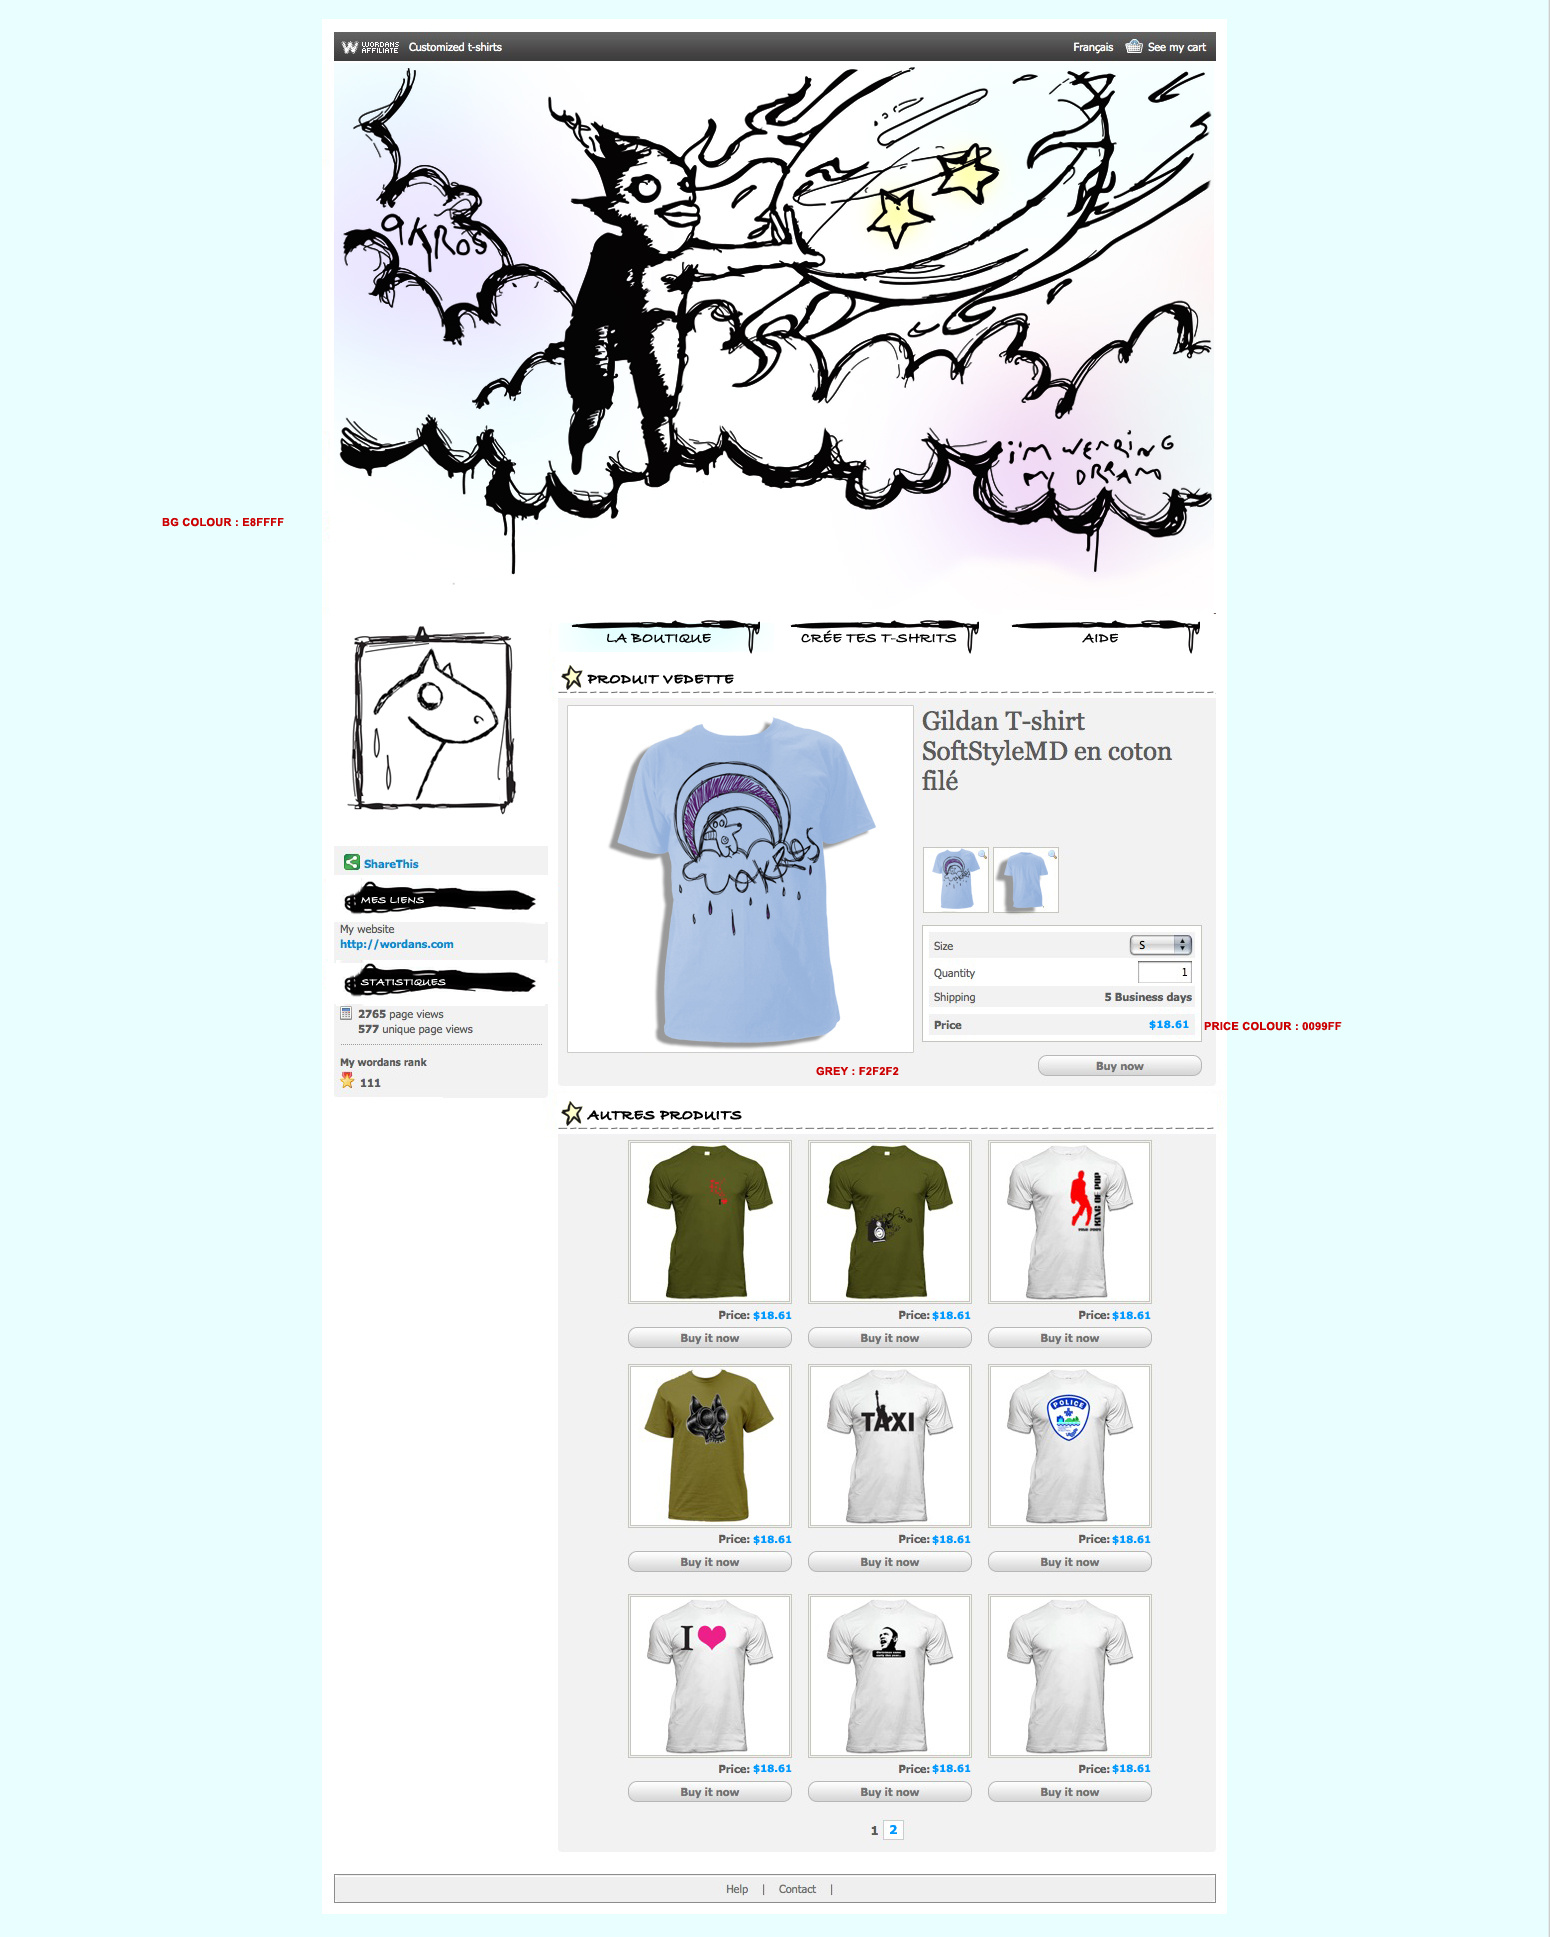 WORDANS
AFFILIATE
Customized t-shirts
Français
See my cart
9KROS
i'm WEARING
my DREAM
BG COLOUR : E8FFFF
LA BOUTIQUE
CRÉE TES T-SHRITS
AIDE
PRODUIT VEDETTE
Gildan T-shirt
SoftStyleMD en coton
filé
ShareThis
MES LIENS
My website
http://wordans.com
STATISTIQUES
2765 page views
577 unique page views
My wordans rank
111
Size S
Quantity 1
Shipping 5 Business days
Price $18.61
PRICE COLOUR : 0099FF
GREY : F2F2F2
Buy now
AUTRES PRODUITS
KING OF POP
Price: $18.61
Price: $18.61
Price: $18.61
Buy it now
Buy it now
Buy it now
TAXI
POLICE
Price: $18.61
Price: $18.61
Price: $18.61
Buy it now
Buy it now
Buy it now
I
Price: $18.61
Price: $18.61
Price: $18.61
Buy it now
Buy it now
Buy it now
1 2
Help | Contact |